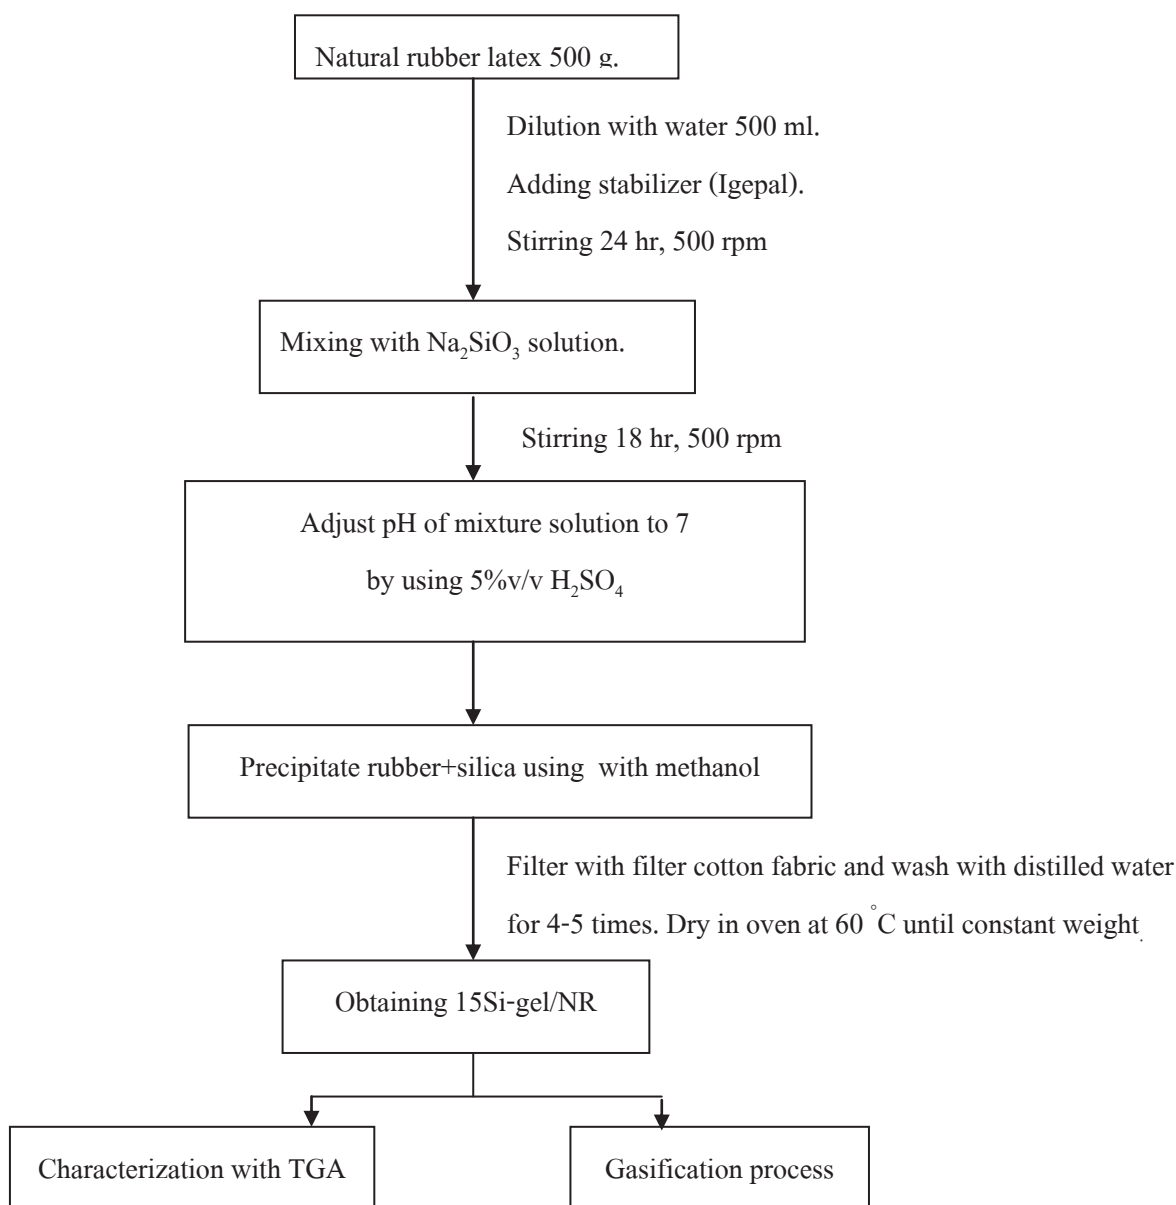 Natural rubber latex 500 g.
Dilution with water 500 ml.
Adding stabilizer (Igepal).
Stirring 24 hr, 500 rpm
Mixing with Na₂SiO₃ solution.
Stirring 18 hr, 500 rpm
Adjust pH of mixture solution to 7
by using 5%v/v H₂SO₄
Precipitate rubber+silica using with methanol
Filter with filter cotton fabric and wash with distilled water
for 4-5 times. Dry in oven at 60 °C until constant weight.
Obtaining 15Si-gel/NR
Characterization with TGA
Gasification process